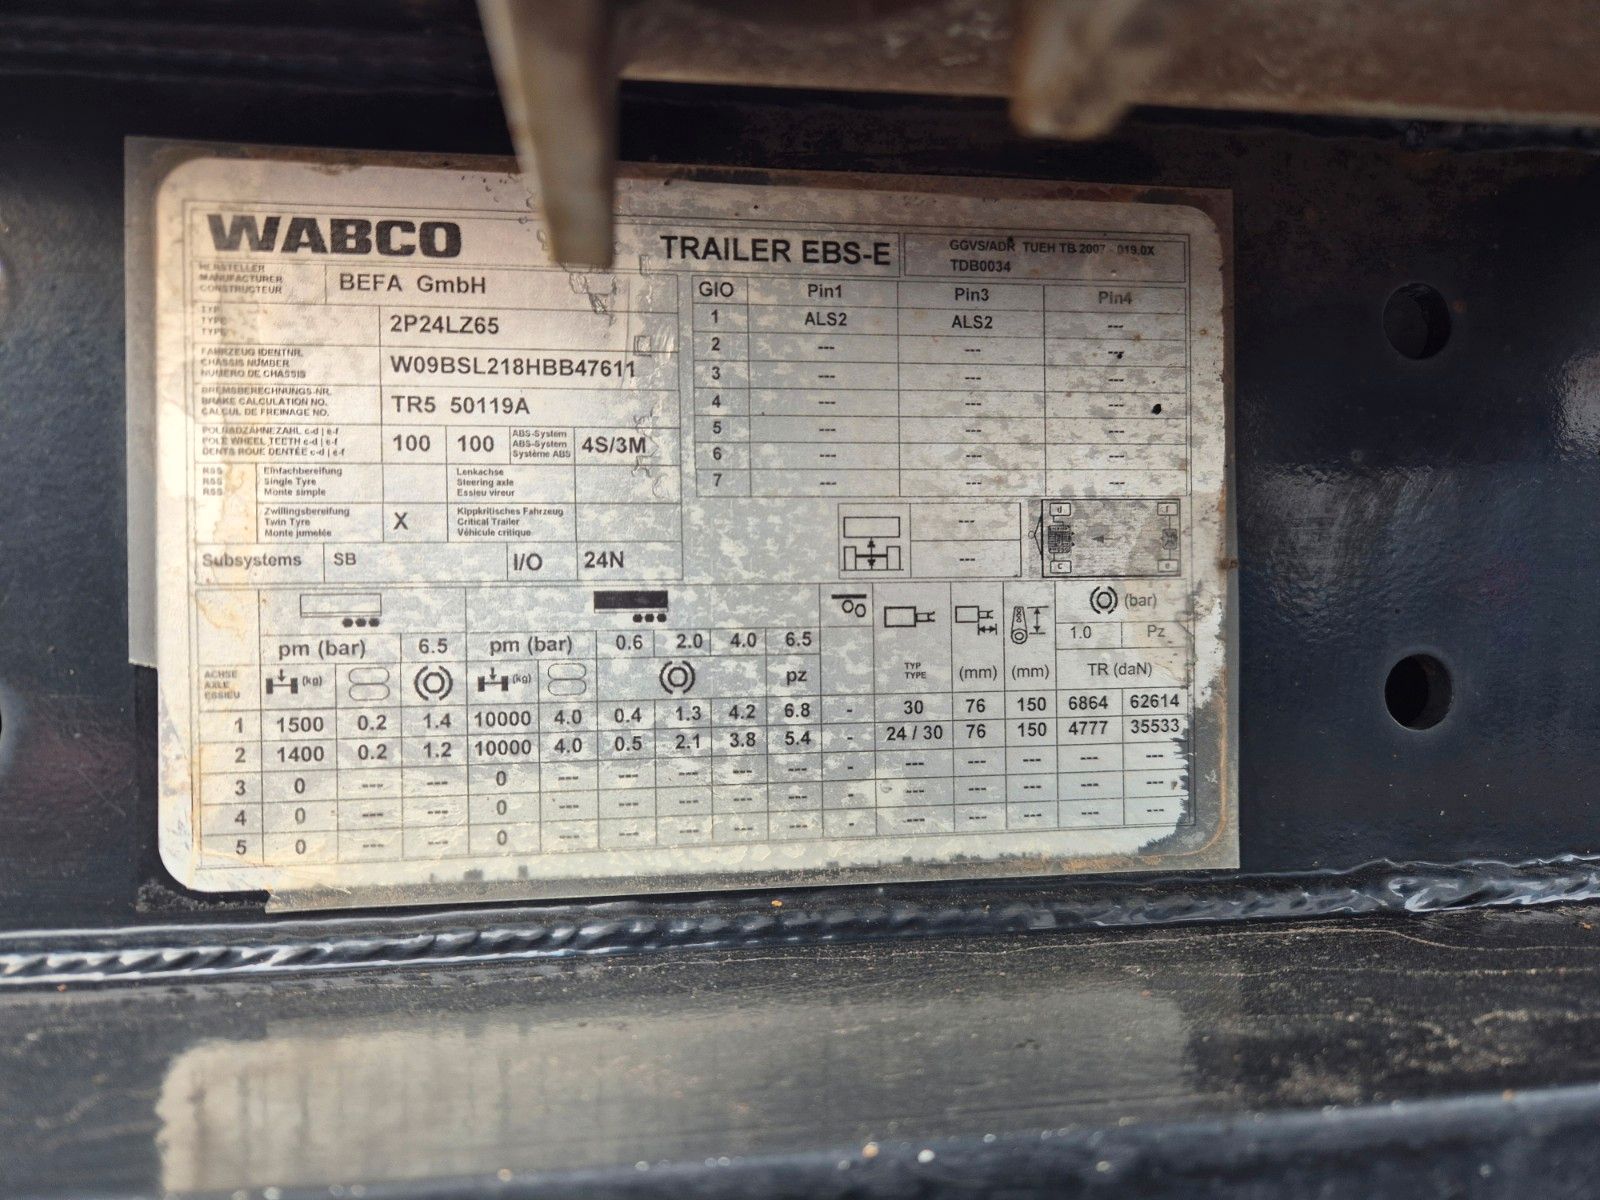 WABCO
TRAILER EBS-E
GGVS/ADR TUEH TB 2007 - 019.0X
TDB0034
HERSTELLER
MANUFACTURER
CONSTRUCTEUR
BEFA GmbH
TYP
TYPE
TYPE
2P24LZ65
FAHRZEUG IDENTNR.
CHASSIS NUMBER
NUMERO DE CHASSIS
W09BSL218HBB47611
BREMSBERECHNUNGS-NR.
BRAKE CALCULATION NO.
CALCUL DE FREINAGE NO.
TR5 50119A
POLRADZÄHNEZAHL c-d | e-f
POLE WHEEL TEETH c-d | e-f
DENTS ROUE DENTÉE c-d | e-f
100 100
ABS-System
ABS-System
Système ABS
4S/3M
RSS
RSS
RSS
Einfachbereifung
Single Tyre
Monte simple
Lenkachse
Steering axle
Essieu vireur
Zwillingsbereifung
Twin Tyre
Monte jumelée
X
Kippkritisches Fahrzeug
Critical Trailer
Véhicule critique
Subsystems SB I/O 24N
GIO Pin1 Pin3 Pin4
1 ALS2 ALS2 ---
2 --- --- ---
3 --- --- ---
4 --- --- ---
5 --- --- ---
6 --- --- ---
7 --- --- ---
---
---
d f
c e
pm (bar) 6.5 pm (bar) 0.6 2.0 4.0 6.5
(bar)
1.0 Pz
ACHSE
AXLE
ESSIEU
(kg) (kg) pz
TYP
TYPE
(mm) (mm) TR (daN)
1 1500 0.2 1.4 10000 4.0 0.4 1.3 4.2 6.8 - 30 76 150 6864 62614
2 1400 0.2 1.2 10000 4.0 0.5 2.1 3.8 5.4 - 24 / 30 76 150 4777 35533
3 0 --- --- 0 --- --- --- --- --- - --- --- --- --- ---
4 0 --- --- 0 --- --- --- --- --- - --- --- --- --- ---
5 0 --- --- 0 --- --- --- --- --- - --- --- --- --- ---